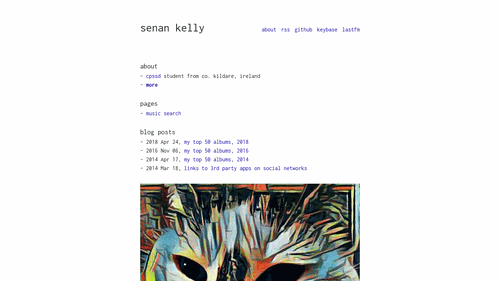 senan kelly
about rss github keybase lastfm
about
- cpssd student from co. kildare, ireland
- more
pages
- music search
blog posts
- 2018 Apr 24, my top 50 albums, 2018
- 2016 Nov 06, my top 50 albums, 2016
- 2014 Apr 17, my top 50 albums, 2014
- 2014 Mar 18, links to 3rd party apps on social networks